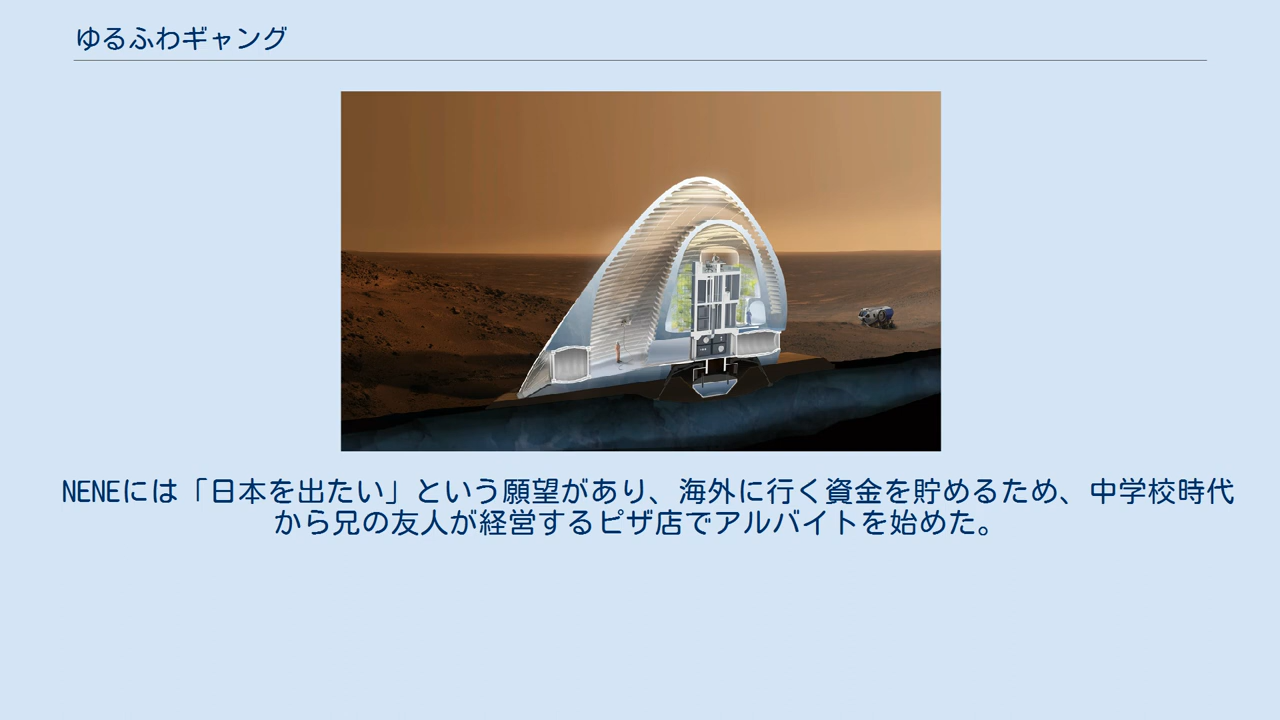 ゆるふわギャング
NENEには「日本を出たい」という願望があり、海外に行く資金を貯めるため、中学校時代
から兄の友人が経営するピザ店でアルバイトを始めた。